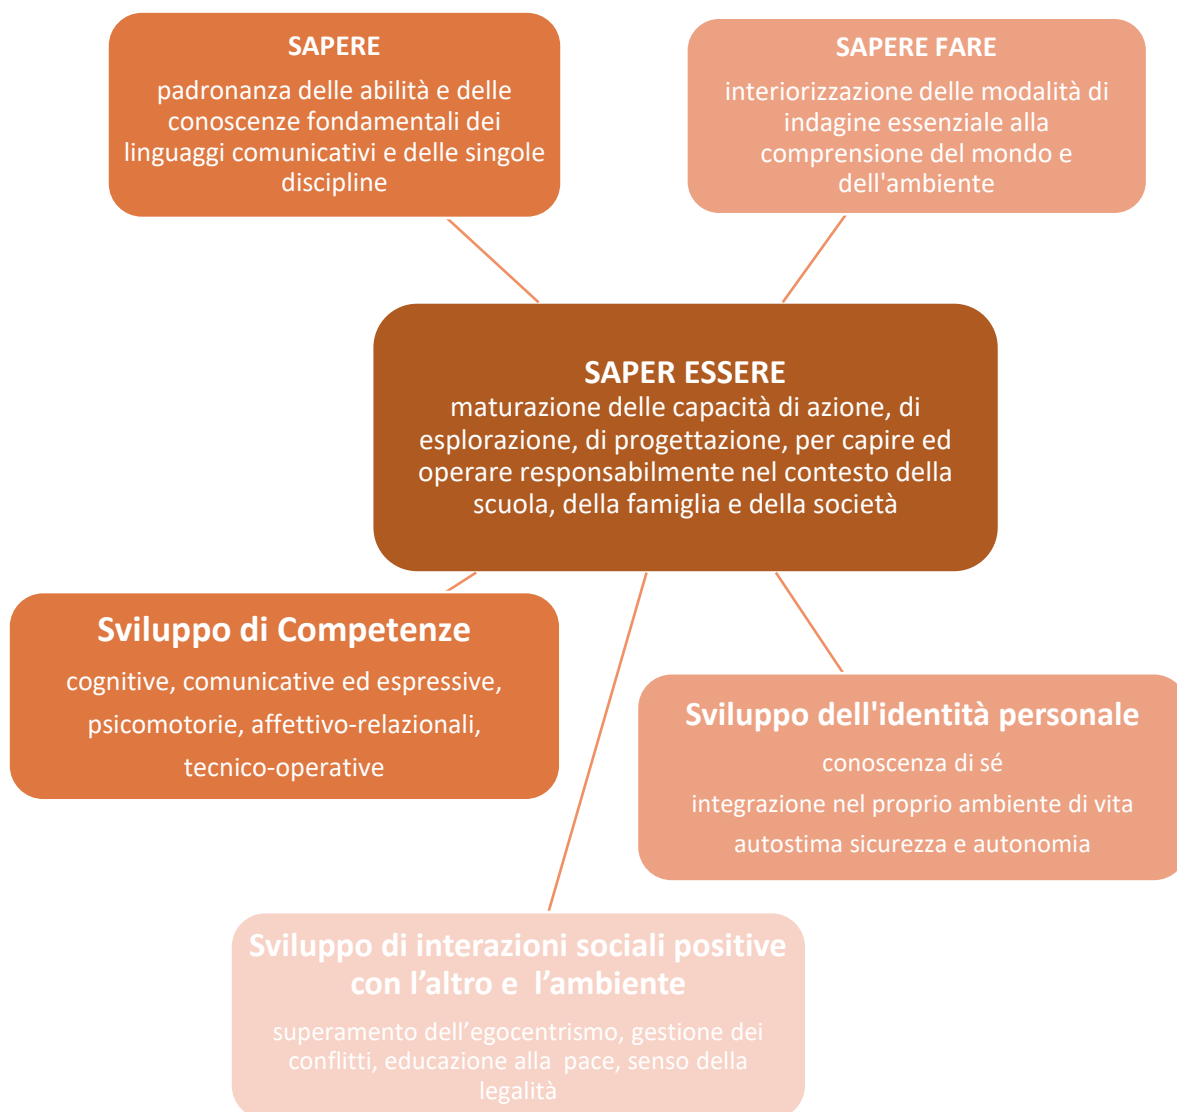 SAPERE
padronanza delle abilità e delle
conoscenze fondamentali dei
linguaggi comunicativi e delle singole
discipline
SAPERE FARE
interiorizzazione delle modalità di
indagine essenziale alla
comprensione del mondo e
dell'ambiente
SAPER ESSERE
maturazione delle capacità di azione, di
esplorazione, di progettazione, per capire ed
operare responsabilmente nel contesto della
scuola, della famiglia e della società
Sviluppo di Competenze
cognitive, comunicative ed espressive,
psicomotorie, affettivo-relazionali,
tecnico-operative
Sviluppo dell'identità personale
conoscenza di sé
integrazione nel proprio ambiente di vita
autostima sicurezza e autonomia
Sviluppo di interazioni sociali positive
con l’altro e l’ambiente
superamento dell’egocentrismo, gestione dei
conflitti, educazione alla pace, senso della
legalità